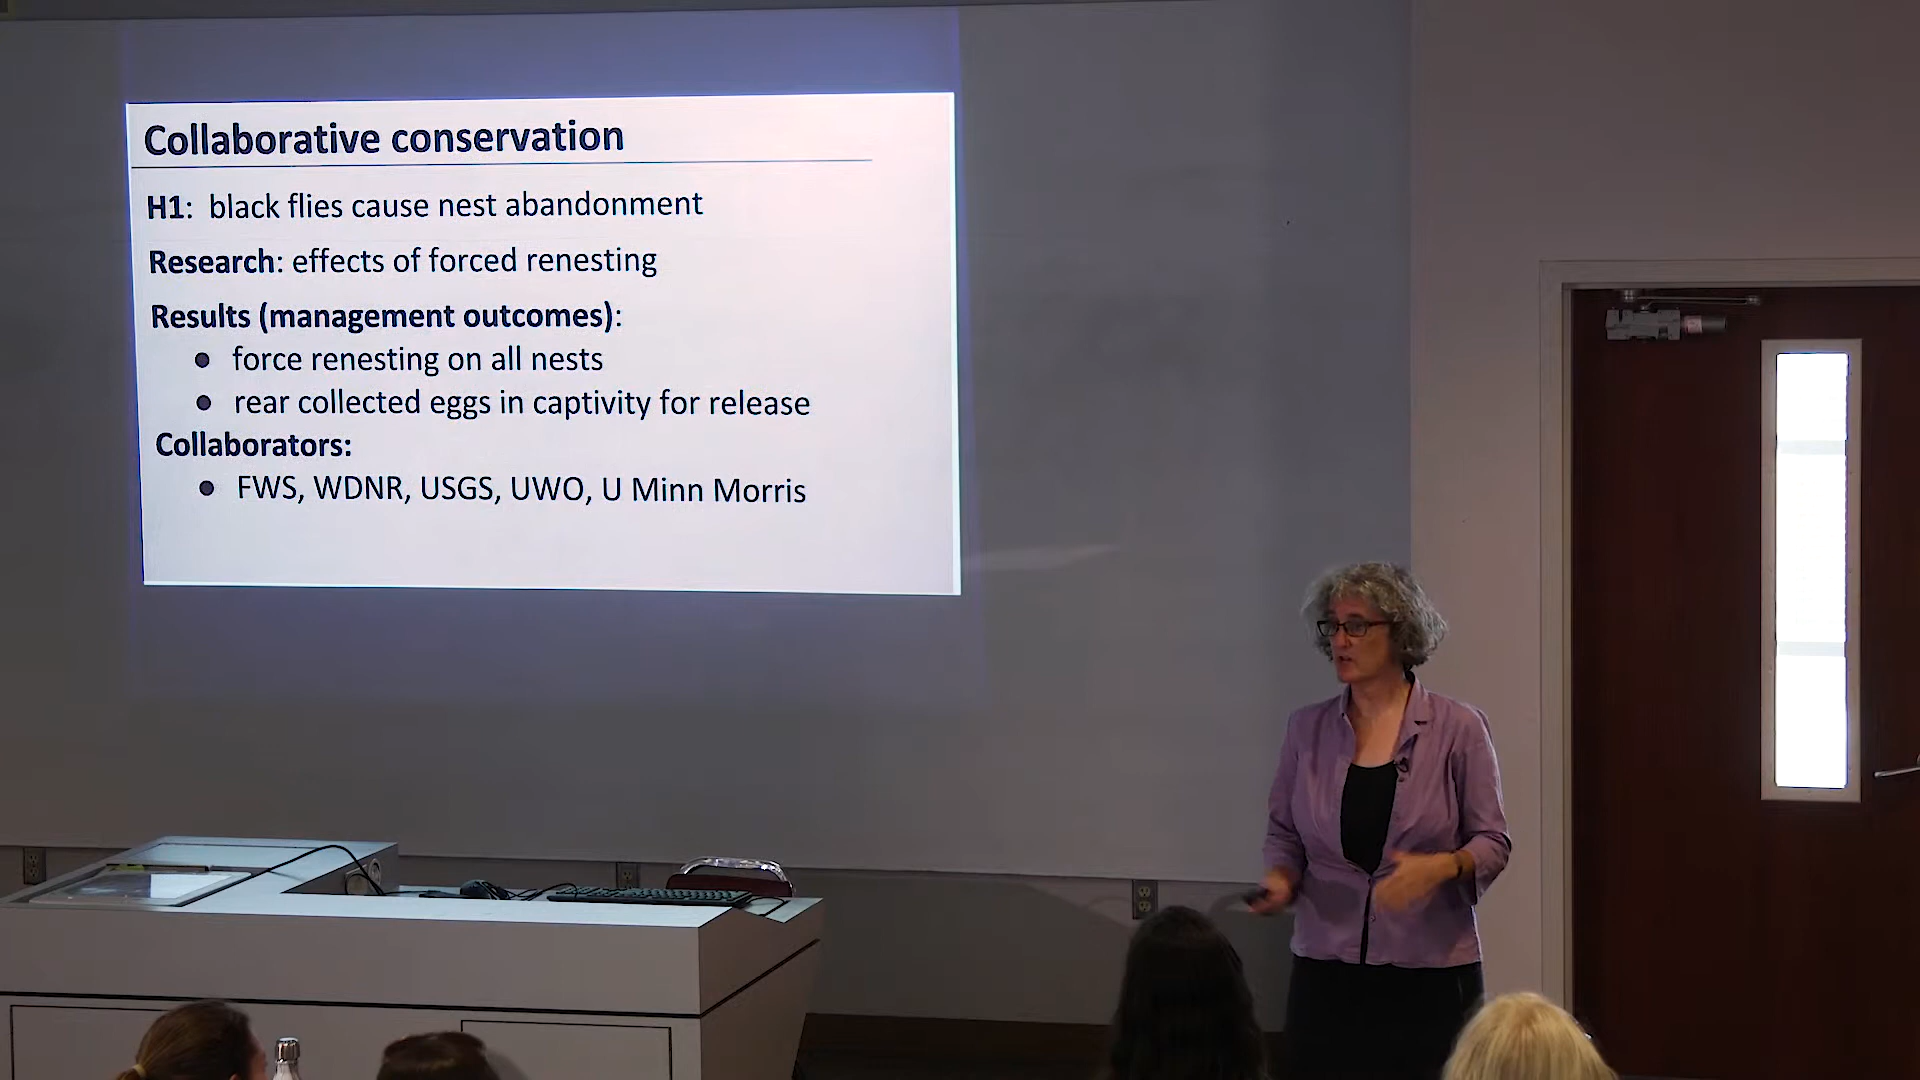 Collaborative conservation
H1: black flies cause nest abandonment
Research: effects of forced renesting
Results (management outcomes):
● force renesting on all nests
● rear collected eggs in captivity for release
Collaborators:
● FWS, WDNR, USGS, UWO, U Minn Morris